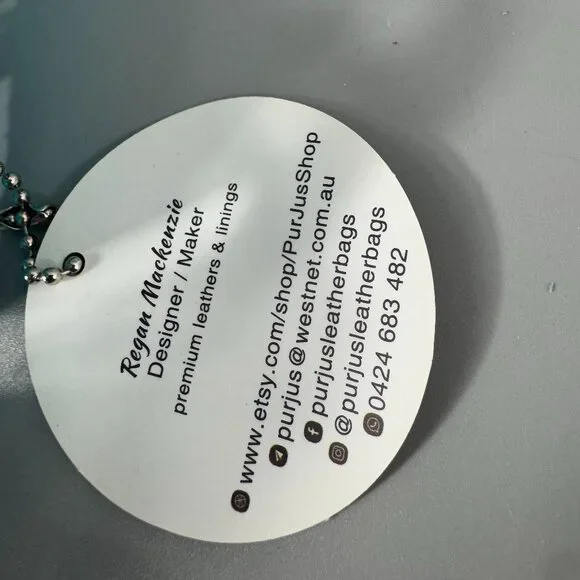 Regan Mackenzie
Designer / Maker
premium leathers & linings
www.etsy.com/shop/PurJusShop
purjus@westnet.com.au
purjusleatherbags
@purjusleatherbags
0424 683 482